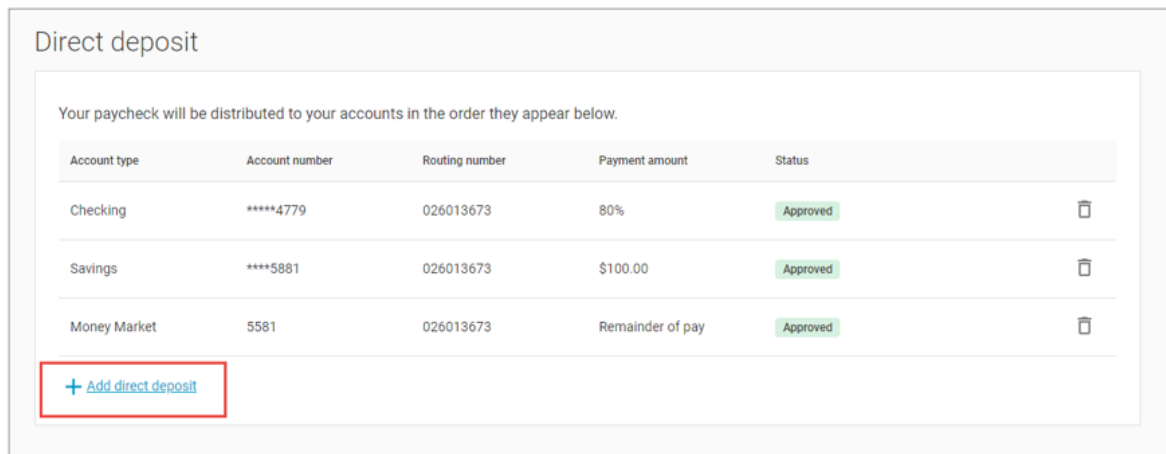 Direct deposit
Your paycheck will be distributed to your accounts in the order they appear below.
Account type Account number Routing number Payment amount Status
Checking *****4779 026013673 80% Approved
Savings ****5881 026013673 $100.00 Approved
Money Market 5581 026013673 Remainder of pay Approved
+ Add direct deposit